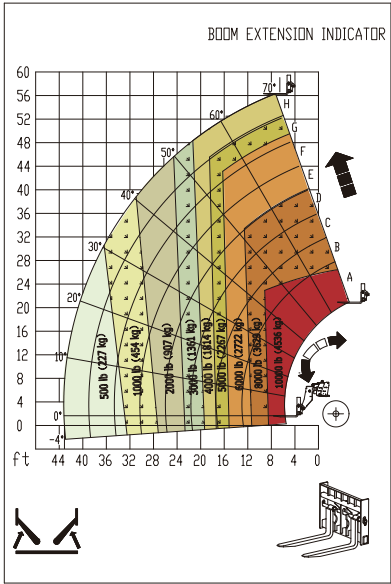 BOOM EXTENSION INDICATOR
60
56
52
48
44
40
36
32
28
24
20
16
12
8
4
0
ft
44 40 36 32 28 24 20 16 12 8 4 0
-4°
0°
10°
20°
30°
40°
50°
60°
70°
H
G
F
E
D
C
B
A
500 lb (227 kg)
1000 lb (454 kg)
2000 lb (907 kg)
3000 lb (1361 kg)
4000 lb (1814 kg)
5000 lb (2267 kg)
6000 lb (2722 kg)
8000 lb (3629 kg)
10000 lb (4536 kg)